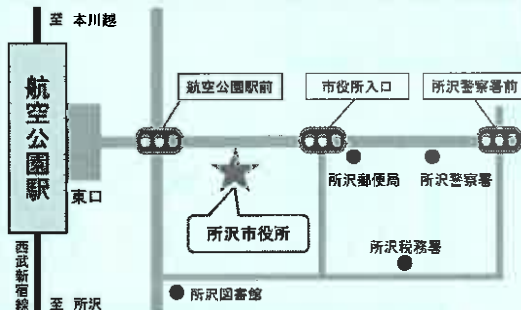 至 本川越
航空公園駅
東口
西武新宿線
至 所沢
航空公園駅前
市役所入口
所沢警察署前
所沢郵便局
所沢警察署
所沢市役所
所沢税務署
所沢図書館